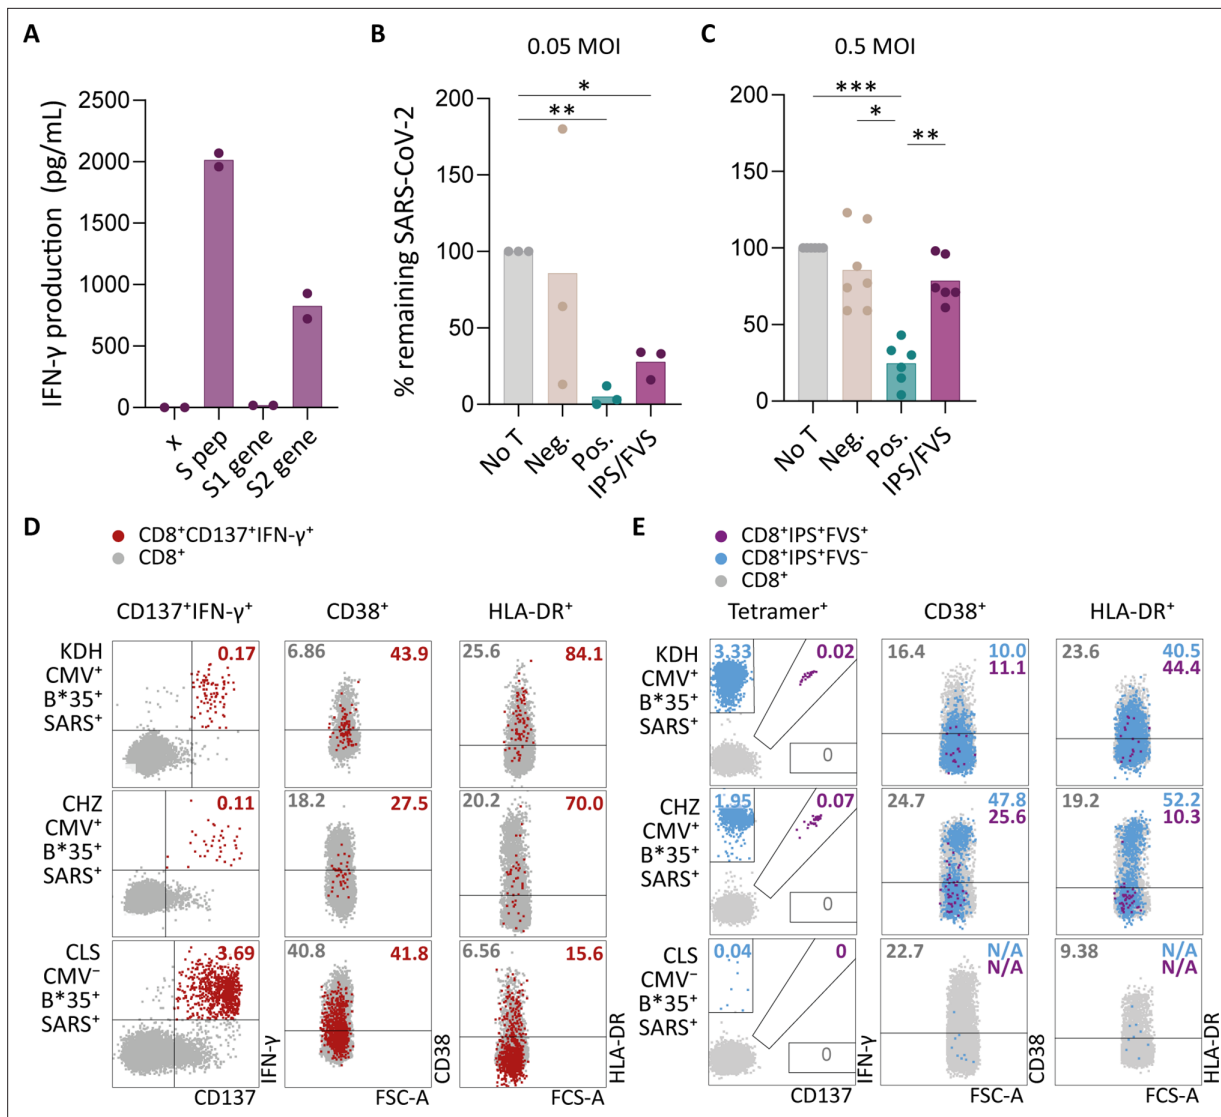 A
IFN-γ production (pg/mL)
2500
2000
1500
1000
500
0
x
S pep
S1 gene
S2 gene
B
0.05 MOI
% remaining SARS-CoV-2
200
150
100
50
0
*
**
No T
Neg.
Pos.
IPS/FVS
C
0.5 MOI
200
150
100
50
0
***
*
**
No T
Neg.
Pos.
IPS/FVS
D
CD8⁺CD137⁺IFN-γ⁺
CD8⁺
CD137⁺IFN-γ⁺ CD38⁺ HLA-DR⁺
KDH
CMV⁺
B*35⁺
SARS⁺
0.17
6.86 43.9
25.6 84.1
CHZ
CMV⁺
B*35⁺
SARS⁺
0.11
18.2 27.5
20.2 70.0
CLS
CMV⁻
B*35⁺
SARS⁺
3.69
40.8 41.8
6.56 15.6
IFN-γ
CD38
HLA-DR
CD137 FSC-A FCS-A
E
CD8⁺IPS⁺FVS⁺
CD8⁺IPS⁺FVS⁻
CD8⁺
Tetramer⁺ CD38⁺ HLA-DR⁺
KDH
CMV⁺
B*35⁺
SARS⁺
3.33 0.02
0
16.4 10.0
11.1
23.6 40.5
44.4
CHZ
CMV⁺
B*35⁺
SARS⁺
1.95 0.07
0
24.7 47.8
25.6
19.2 52.2
10.3
CLS
CMV⁻
B*35⁺
SARS⁺
0.04 0
0
22.7 N/A
N/A
9.38 N/A
N/A
IFN-γ
CD38
HLA-DR
CD137 FSC-A FCS-A